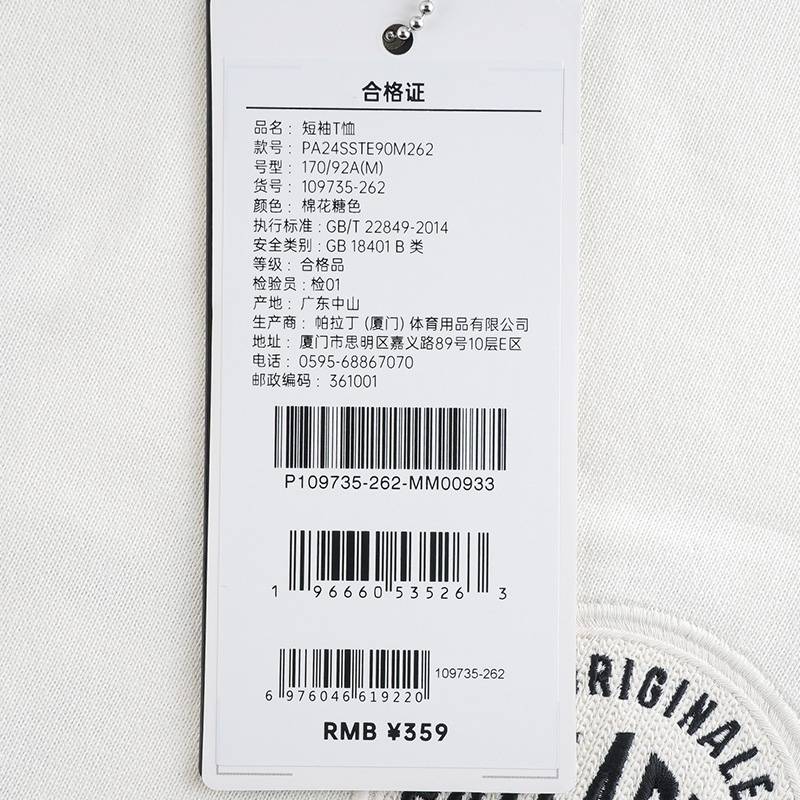 合格证
品名：短袖T恤
款号：PA24SSTE90M262
号型：170/92A(M)
货号：109735-262
颜色：棉花糖色
执行标准：GB/T 22849-2014
安全类别：GB 18401 B 类
等级：合格品
检验员：检01
产地：广东中山
生产商：帕拉丁 (厦门) 体育用品有限公司
地址：厦门市思明区嘉义路89号10层E区
电话：0595-68867070
邮政编码：361001
P109735-262-MM00933
1 96660 53526 3
109735-262
6 976046 619220
RMB ¥359
ORIGINALE